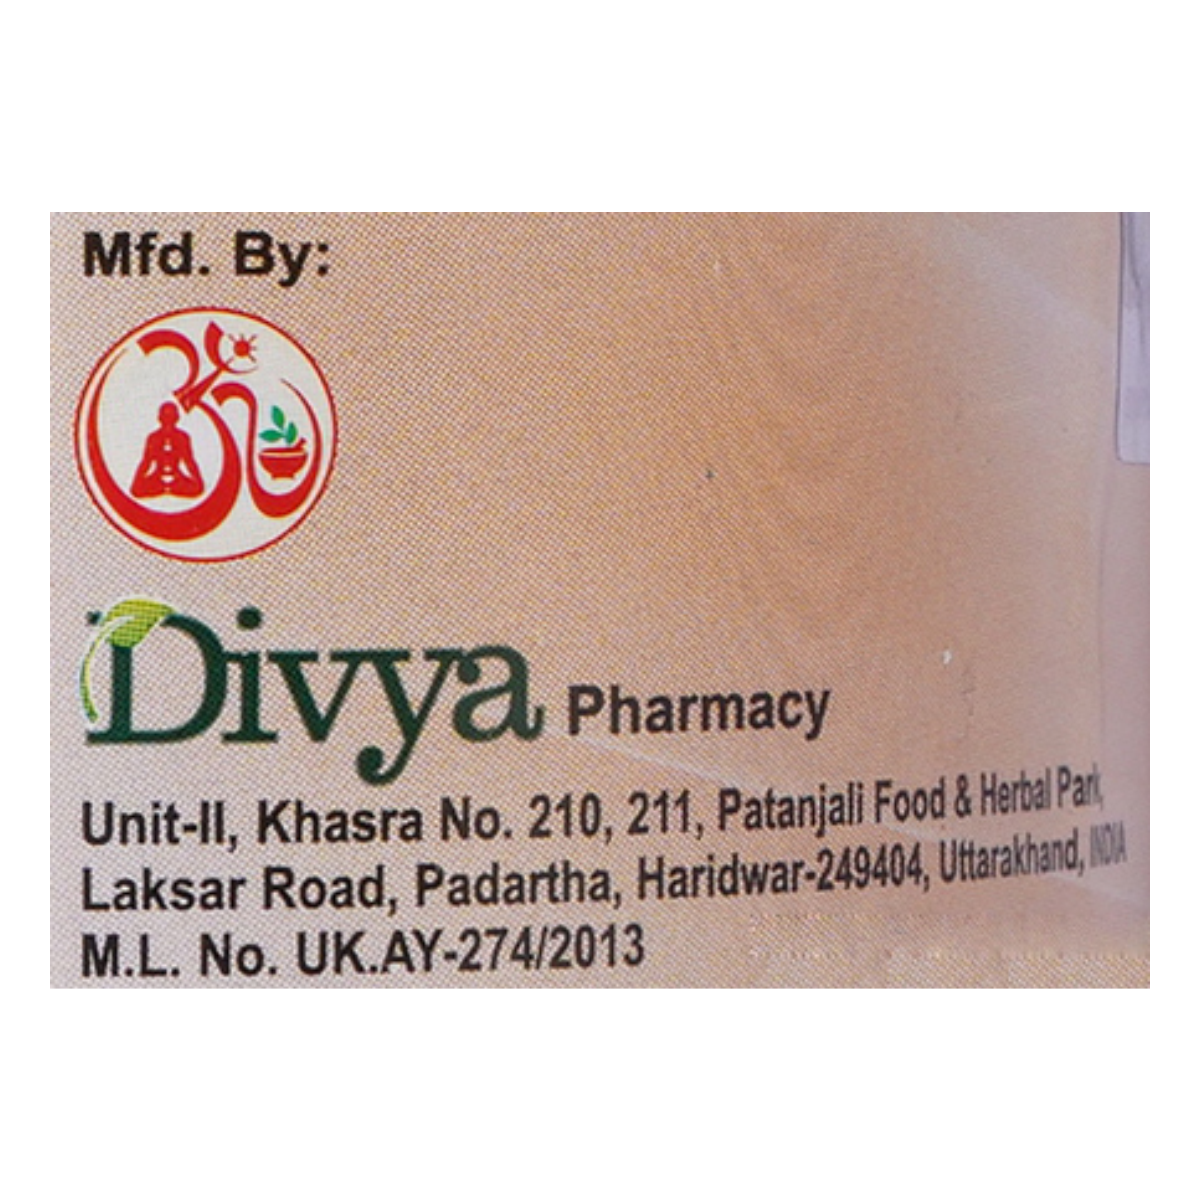 Mfd. By:
Divya Pharmacy
Unit-II, Khasra No. 210, 211, Patanjali Food & Herbal Park,
Laksar Road, Padartha, Haridwar-249404, Uttarakhand, INDIA
M.L. No. UK.AY-274/2013